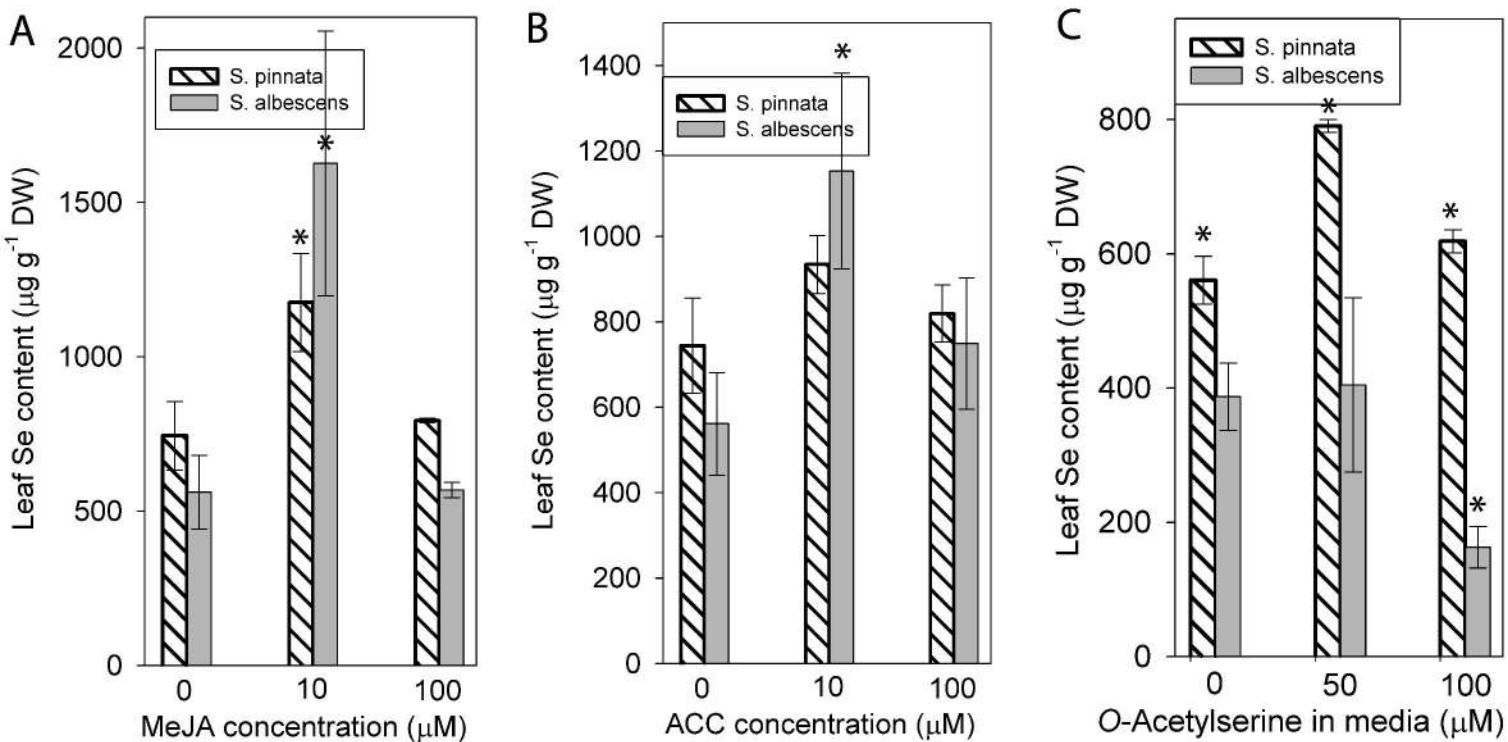 A
2000
1500
1000
500
0
Leaf Se content (µg g⁻¹ DW)
S. pinnata
S. albescens
*
*
0 10 100
MeJA concentration (µM)
B
1400
1200
1000
800
600
400
200
0
Leaf Se content (µg g⁻¹ DW)
S. pinnata
S. albescens
*
0 10 100
ACC concentration (µM)
C
800
600
400
200
0
Leaf Se content (µg g⁻¹ DW)
S. pinnata
S. albescens
*
*
*
*
0 50 100
O-Acetylserine in media (µM)